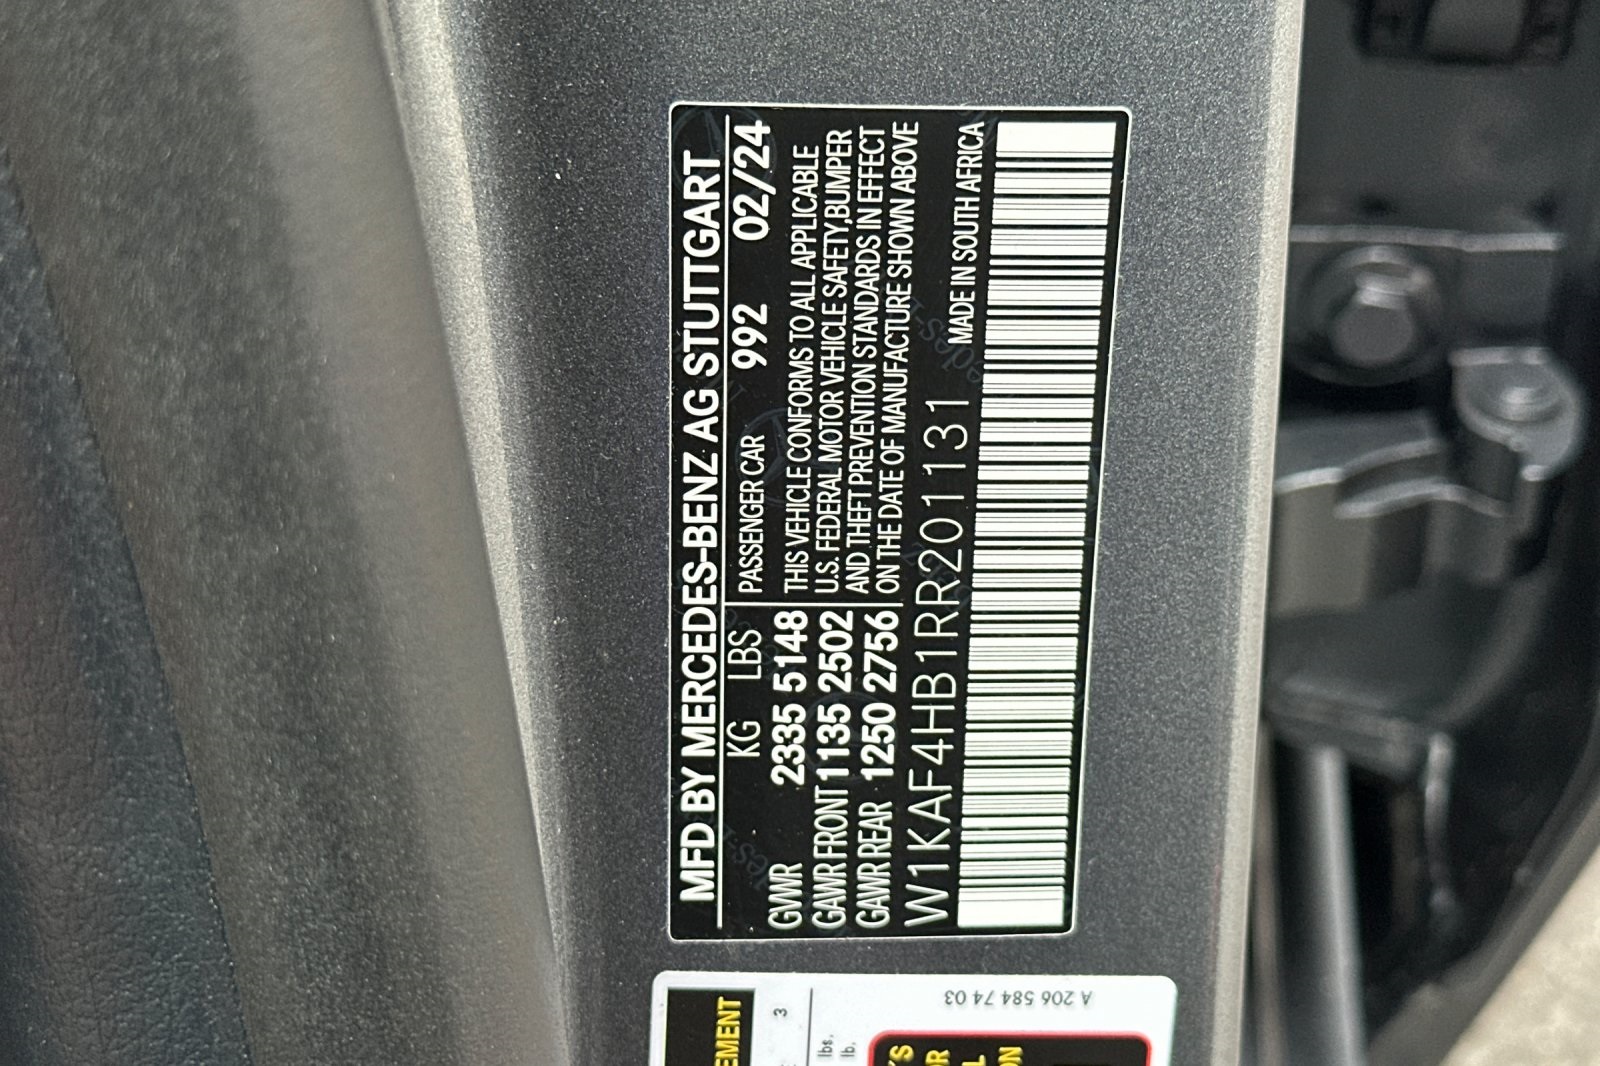 MFD BY MERCEDES-BENZ AG STUTTGART
KG LBS PASSENGER CAR 992 02/24
GVWR 2335 5148
GAWR FRONT 1135 2502
GAWR REAR 1250 2756
THIS VEHICLE CONFORMS TO ALL APPLICABLE
U.S. FEDERAL MOTOR VEHICLE SAFETY,BUMPER
AND THEFT PREVENTION STANDARDS IN EFFECT
ON THE DATE OF MANUFACTURE SHOWN ABOVE
W1KAF4HB1RR201131 MADE IN SOUTH AFRICA
A 206 584 74 03
3
lbs.
lb.